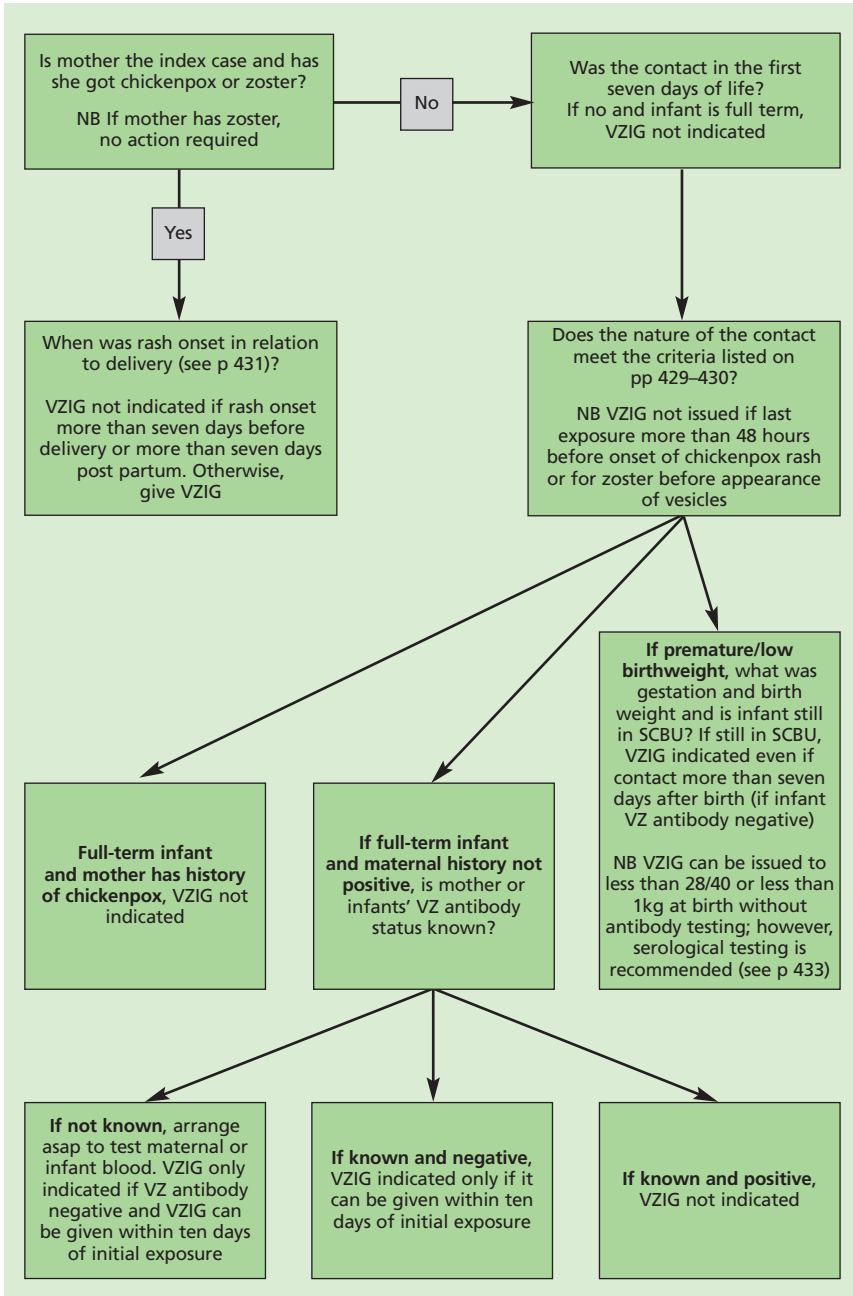 Is mother the index case and has
she got chickenpox or zoster?
NB If mother has zoster,
no action required
No
Was the contact in the first
seven days of life?
If no and infant is full term,
VZIG not indicated
Yes
When was rash onset in relation
to delivery (see p 431)?
VZIG not indicated if rash onset
more than seven days before
delivery or more than seven days
post partum. Otherwise,
give VZIG
Does the nature of the contact
meet the criteria listed on
pp 429–430?
NB VZIG not issued if last
exposure more than 48 hours
before onset of chickenpox rash
or for zoster before appearance
of vesicles
Full-term infant
and mother has history
of chickenpox, VZIG not
indicated
If full-term infant
and maternal history not
positive, is mother or
infants' VZ antibody
status known?
If premature/low
birthweight, what was
gestation and birth
weight and is infant still
in SCBU? If still in SCBU,
VZIG indicated even if
contact more than seven
days after birth (if infant
VZ antibody negative)
NB VZIG can be issued to
less than 28/40 or less than
1kg at birth without
antibody testing; however,
serological testing is
recommended (see p 433)
If not known, arrange
asap to test maternal or
infant blood. VZIG only
indicated if VZ antibody
negative and VZIG can
be given within ten days
of initial exposure
If known and negative,
VZIG indicated only if it
can be given within ten
days of initial exposure
If known and positive,
VZIG not indicated